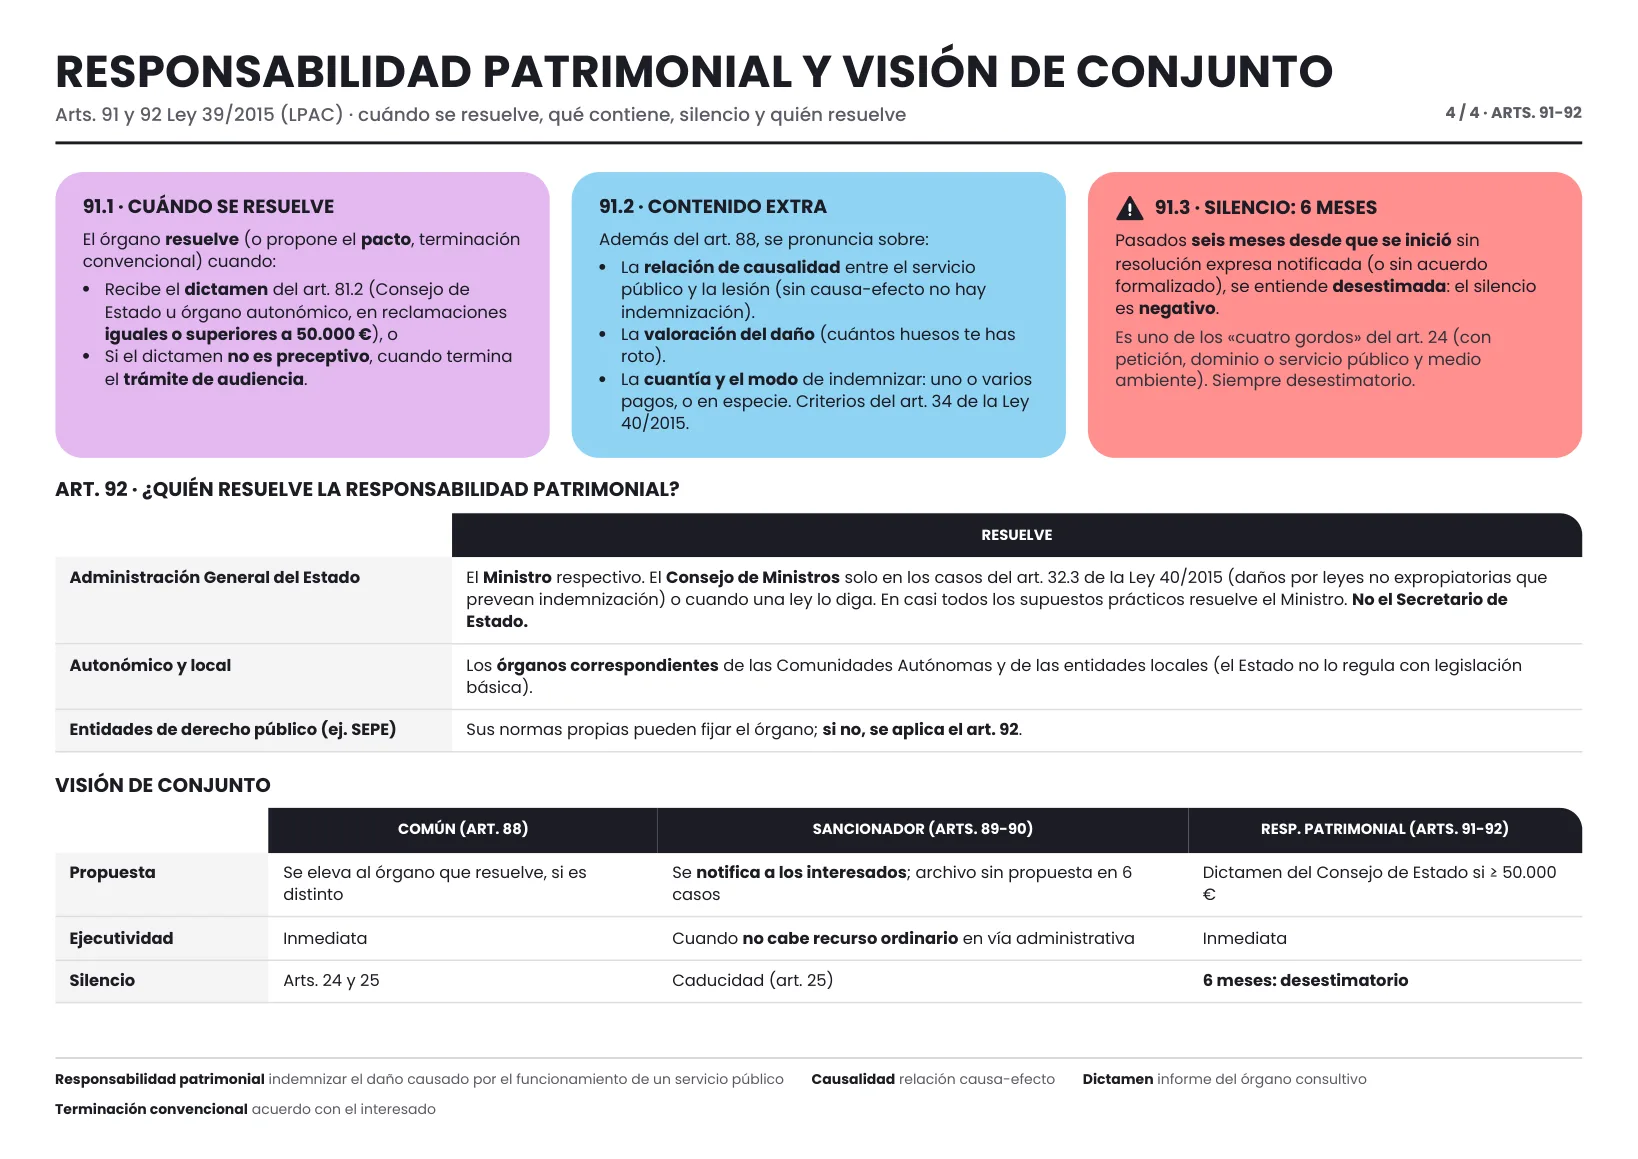 RESPONSABILIDAD PATRIMONIAL Y VISIÓN DE CONJUNTO
Arts. 91 y 92 Ley 39/2015 (LPAC) · cuándo se resuelve, qué contiene, silencio y quién resuelve
4 / 4 · ARTS. 91-92
91.1 · CUÁNDO SE RESUELVE
El órgano resuelve (o propone el pacto, terminación
convencional) cuando:
• Recibe el dictamen del art. 81.2 (Consejo de
Estado u órgano autonómico, en reclamaciones
iguales o superiores a 50.000 €), o
• Si el dictamen no es preceptivo, cuando termina
el trámite de audiencia.
91.2 · CONTENIDO EXTRA
Además del art. 88, se pronuncia sobre:
• La relación de causalidad entre el servicio
público y la lesión (sin causa-efecto no hay
indemnización).
• La valoración del daño (cuántos huesos te has
roto).
• La cuantía y el modo de indemnizar: uno o varios
pagos, o en especie. Criterios del art. 34 de la Ley
40/2015.
91.3 · SILENCIO: 6 MESES
Pasados seis meses desde que se inició sin
resolución expresa notificada (o sin acuerdo
formalizado), se entiende desestimada: el silencio
es negativo.
Es uno de los «cuatro gordos» del art. 24 (con
petición, dominio o servicio público y medio
ambiente). Siempre desestimatorio.
ART. 92 · ¿QUIÉN RESUELVE LA RESPONSABILIDAD PATRIMONIAL?
RESUELVE
Administración General del Estado
El Ministro respectivo. El Consejo de Ministros solo en los casos del art. 32.3 de la Ley 40/2015 (daños por leyes no expropiatorias que
prevean indemnización) o cuando una ley lo diga. En casi todos los supuestos prácticos resuelve el Ministro. No el Secretario de
Estado.
Autonómico y local
Los órganos correspondientes de las Comunidades Autónomas y de las entidades locales (el Estado no lo regula con legislación
básica).
Entidades de derecho público (ej. SEPE)
Sus normas propias pueden fijar el órgano; si no, se aplica el art. 92.
VISIÓN DE CONJUNTO
COMÚN (ART. 88)
SANCIONADOR (ARTS. 89-90)
RESP. PATRIMONIAL (ARTS. 91-92)
Propuesta
Se eleva al órgano que resuelve, si es
distinto
Se notifica a los interesados; archivo sin propuesta en 6
casos
Dictamen del Consejo de Estado si ≥ 50.000
€
Ejecutividad
Inmediata
Cuando no cabe recurso ordinario en vía administrativa
Inmediata
Silencio
Arts. 24 y 25
Caducidad (art. 25)
6 meses: desestimatorio
Responsabilidad patrimonial indemnizar el daño causado por el funcionamiento de un servicio público
Causalidad relación causa-efecto
Dictamen informe del órgano consultivo
Terminación convencional acuerdo con el interesado